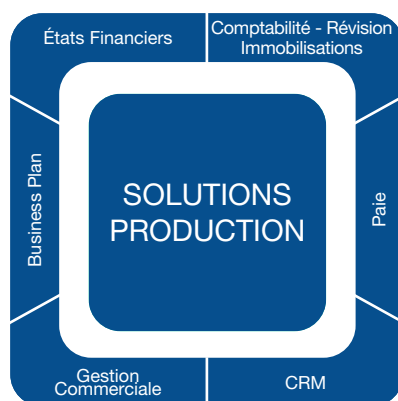 États Financiers
Comptabilité - Révision
Immobilisations
Business Plan
SOLUTIONS
PRODUCTION
Paie
Gestion
Commerciale
CRM